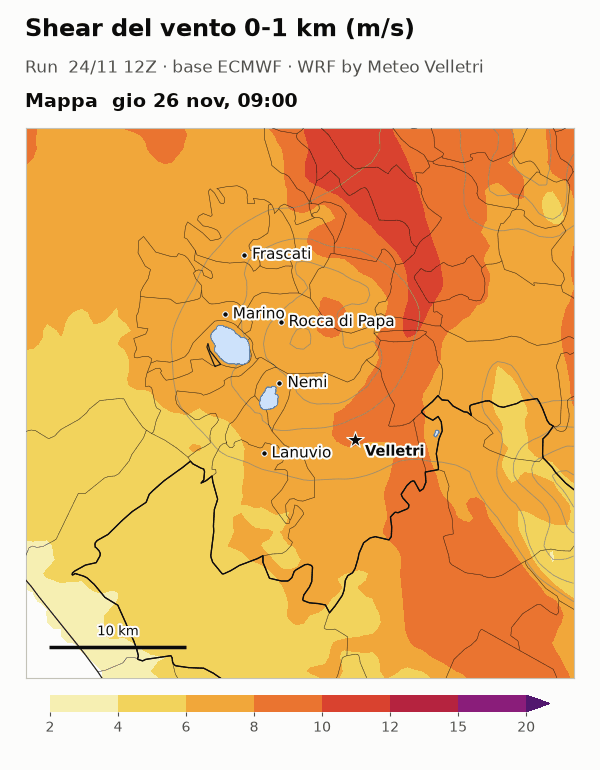 Shear del vento 0-1 km (m/s)
Run 24/11 12Z · base ECMWF · WRF by Meteo Velletri
Mappa gio 26 nov, 09:00
Frascati
Marino
Rocca di Papa
Nemi
Velletri
Lanuvio
10 km
2 4 6 8 10 12 15 20